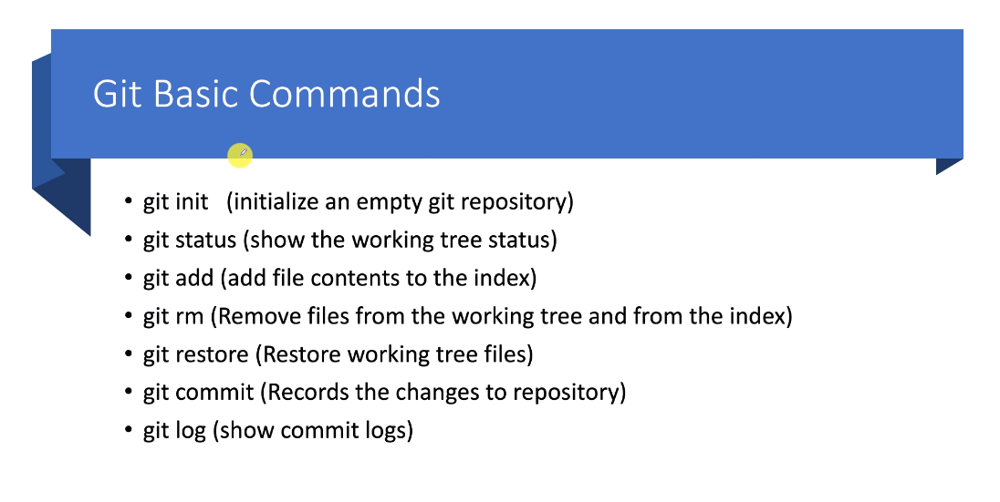 Git Basic Commands
• git init (initialize an empty git repository)
• git status (show the working tree status)
• git add (add file contents to the index)
• git rm (Remove files from the working tree and from the index)
• git restore (Restore working tree files)
• git commit (Records the changes to repository)
• git log (show commit logs)